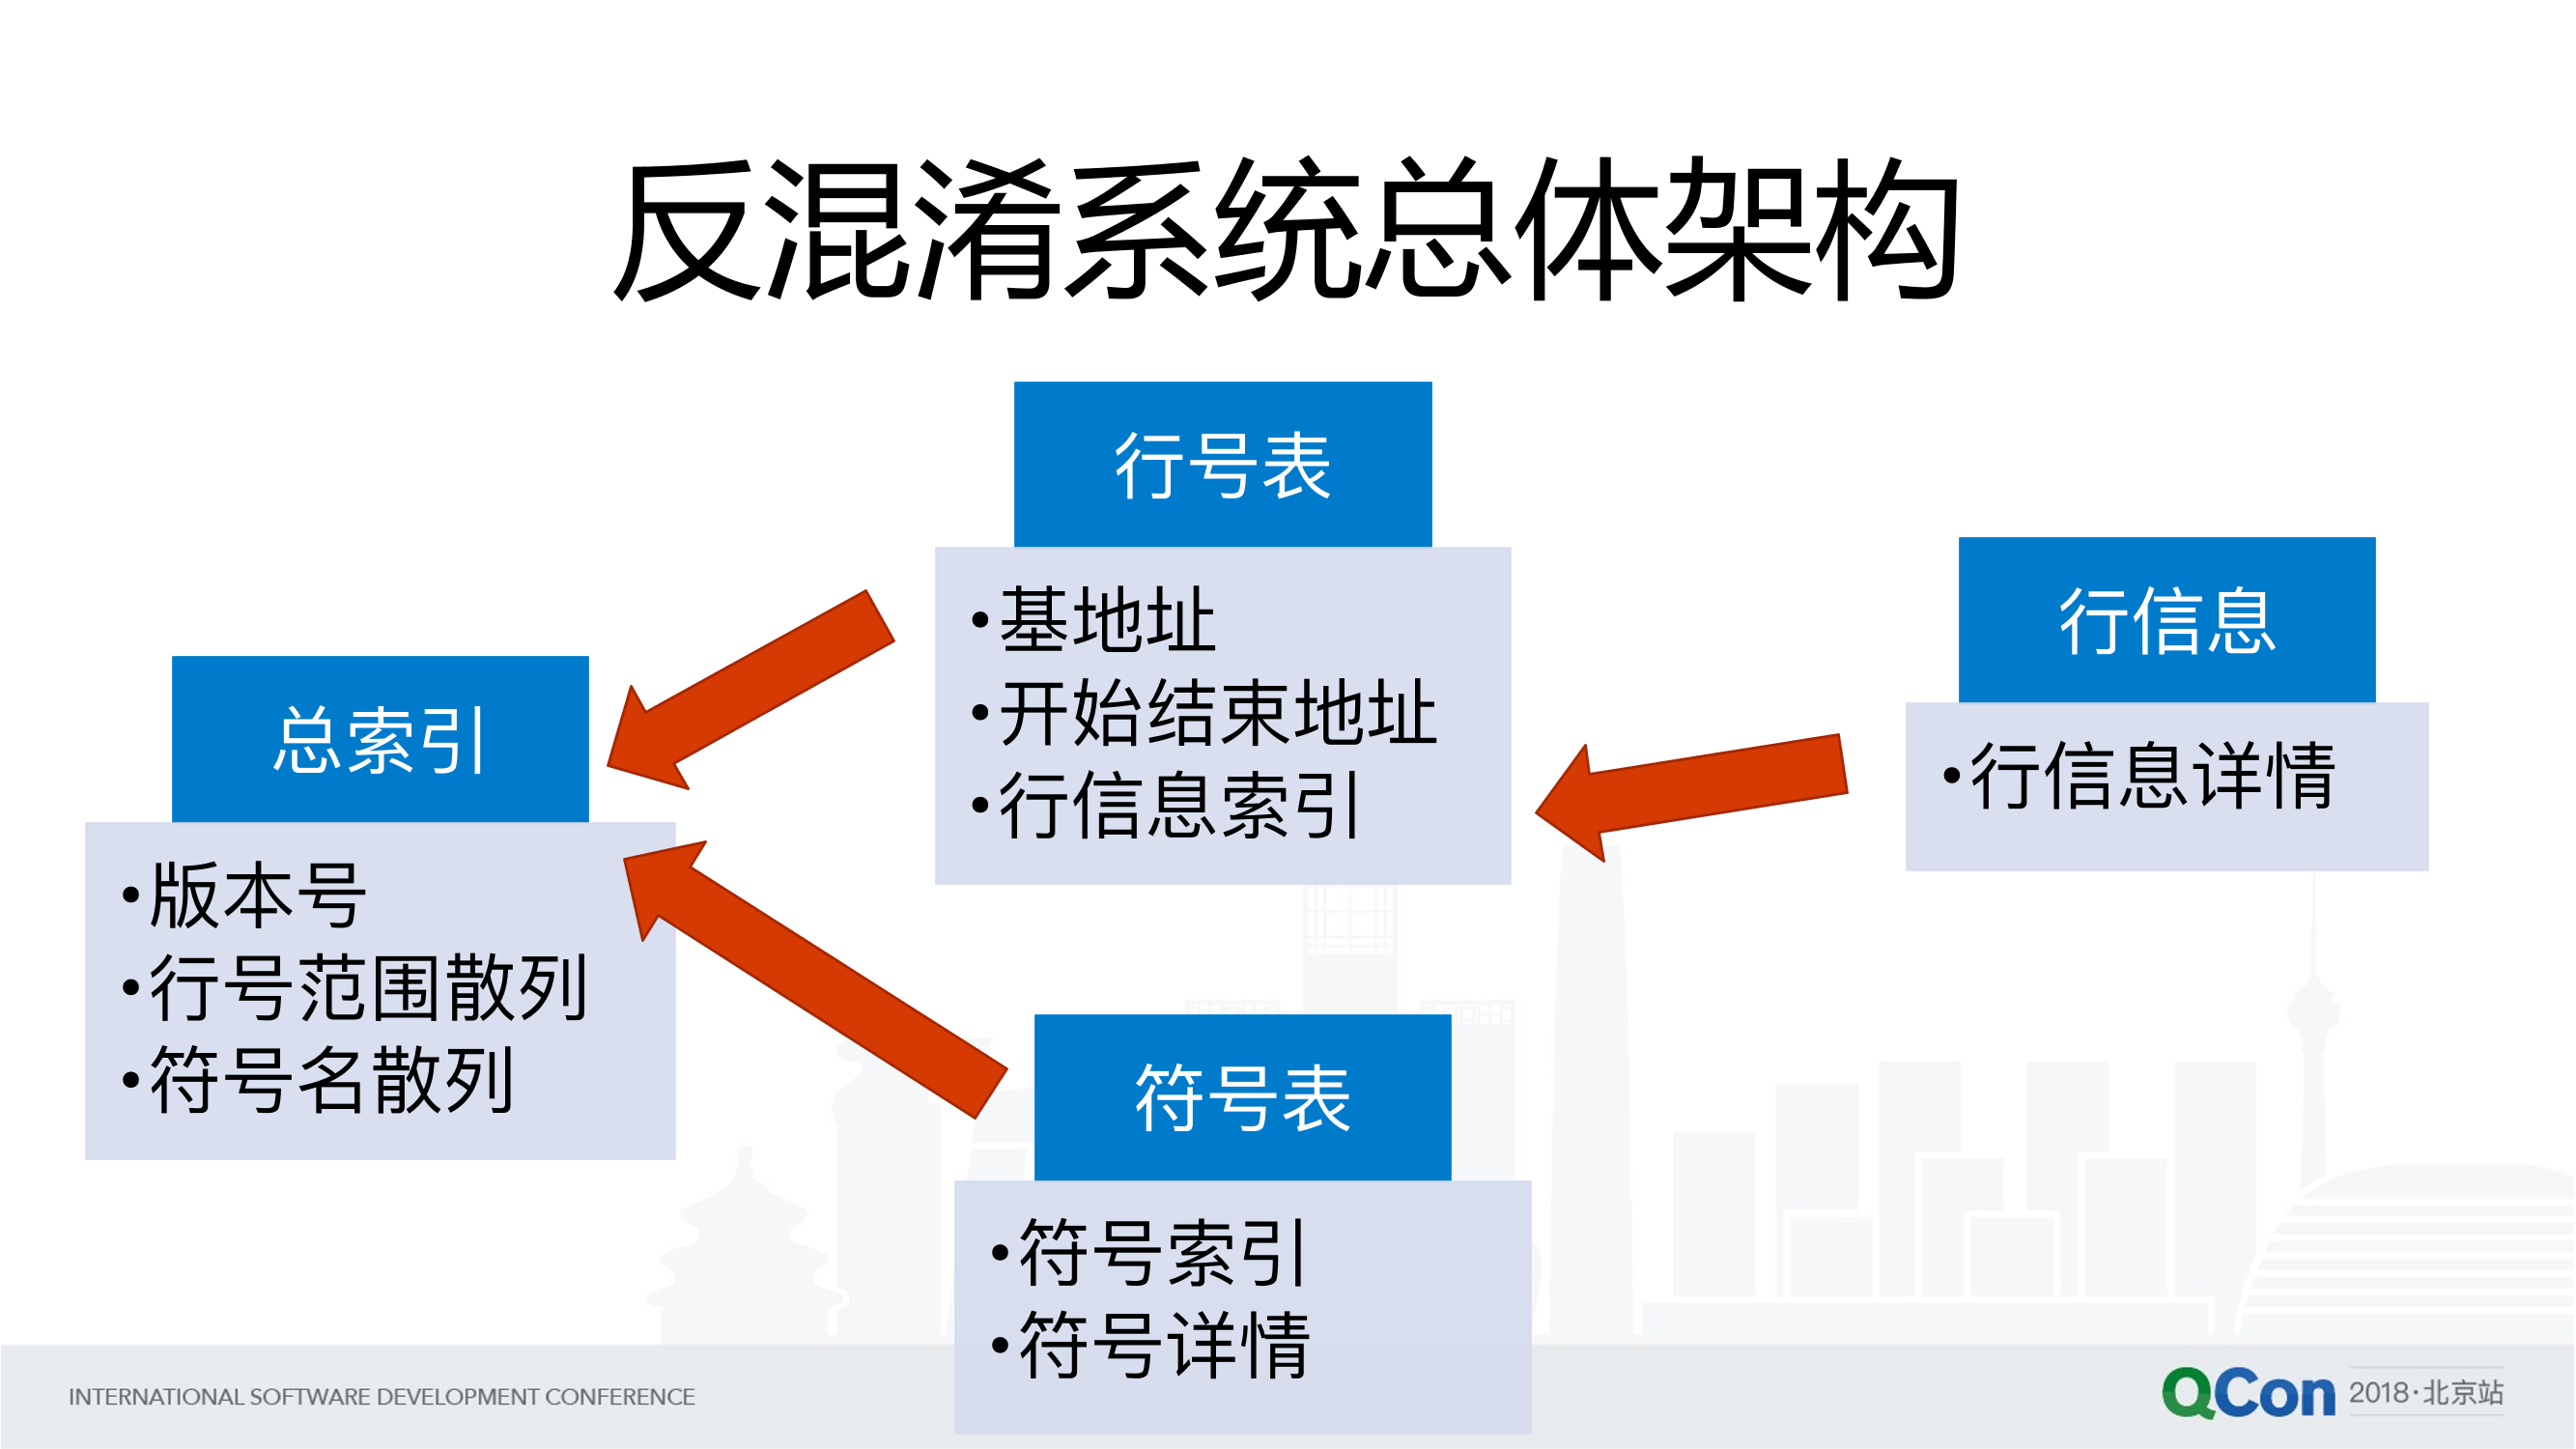 反混淆系统总体架构
行号表
•基地址
•开始结束地址
•行信息索引
行信息
•行信息详情
总索引
•版本号
•行号范围散列
•符号名散列
符号表
•符号索引
•符号详情
INTERNATIONAL SOFTWARE DEVELOPMENT CONFERENCE
QCon 2018·北京站